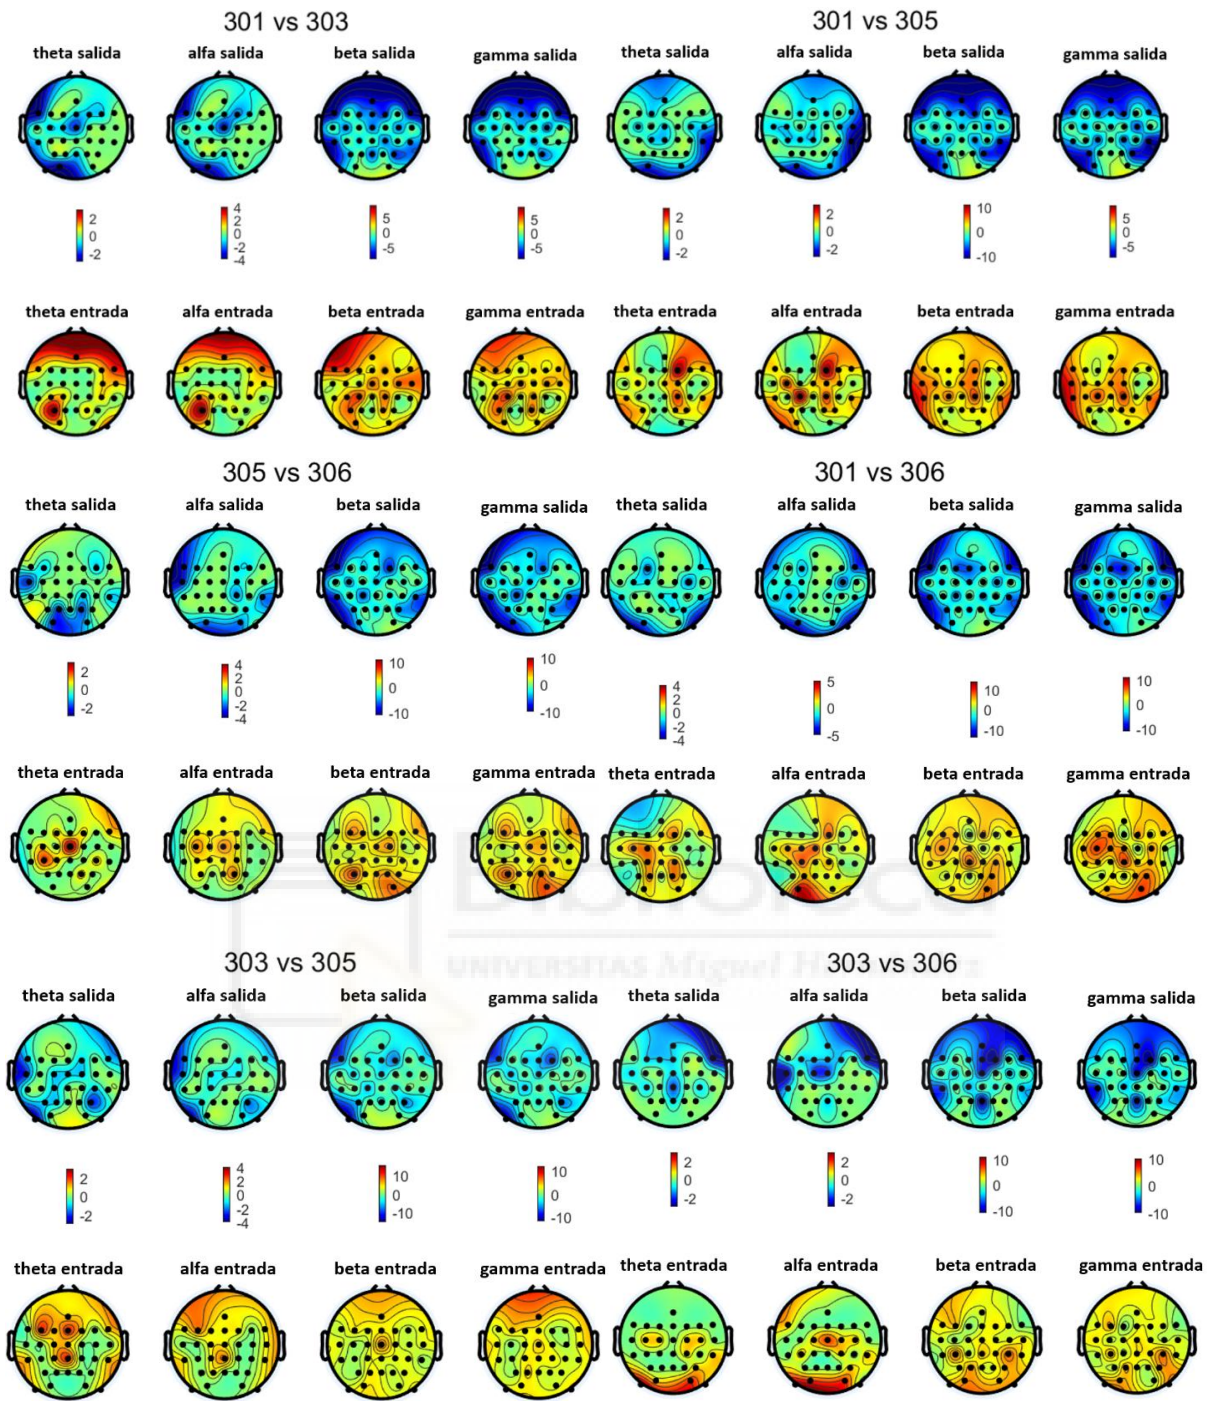 301 vs 303 301 vs 305
theta salida alfa salida beta salida gamma salida theta salida alfa salida beta salida gamma salida
2 4 5 5 2 2 10 5
0 2 0 0 0 0 0 0
-2 0 -5 -5 -2 -2 -10 -5
-2
-4
theta entrada alfa entrada beta entrada gamma entrada theta entrada alfa entrada beta entrada gamma entrada
305 vs 306 301 vs 306
theta salida alfa salida beta salida gamma salida theta salida alfa salida beta salida gamma salida
2 4 10 10 4 5 10 10
0 2 0 0 2 0 0 0
-2 0 -10 -10 0 -5 -10 -10
-2 -2
-4 -4
theta entrada alfa entrada beta entrada gamma entrada theta entrada alfa entrada beta entrada gamma entrada
Biblioteca
UNIVERSITAS Miguel Hernández
303 vs 305 303 vs 306
theta salida alfa salida beta salida gamma salida theta salida alfa salida beta salida gamma salida
2 4 10 10 2 2 10 10
0 2 0 0 0 0 0 0
-2 0 -10 -10 -2 -2 -10 -10
-2
-4
theta entrada alfa entrada beta entrada gamma entrada theta entrada alfa entrada beta entrada gamma entrada